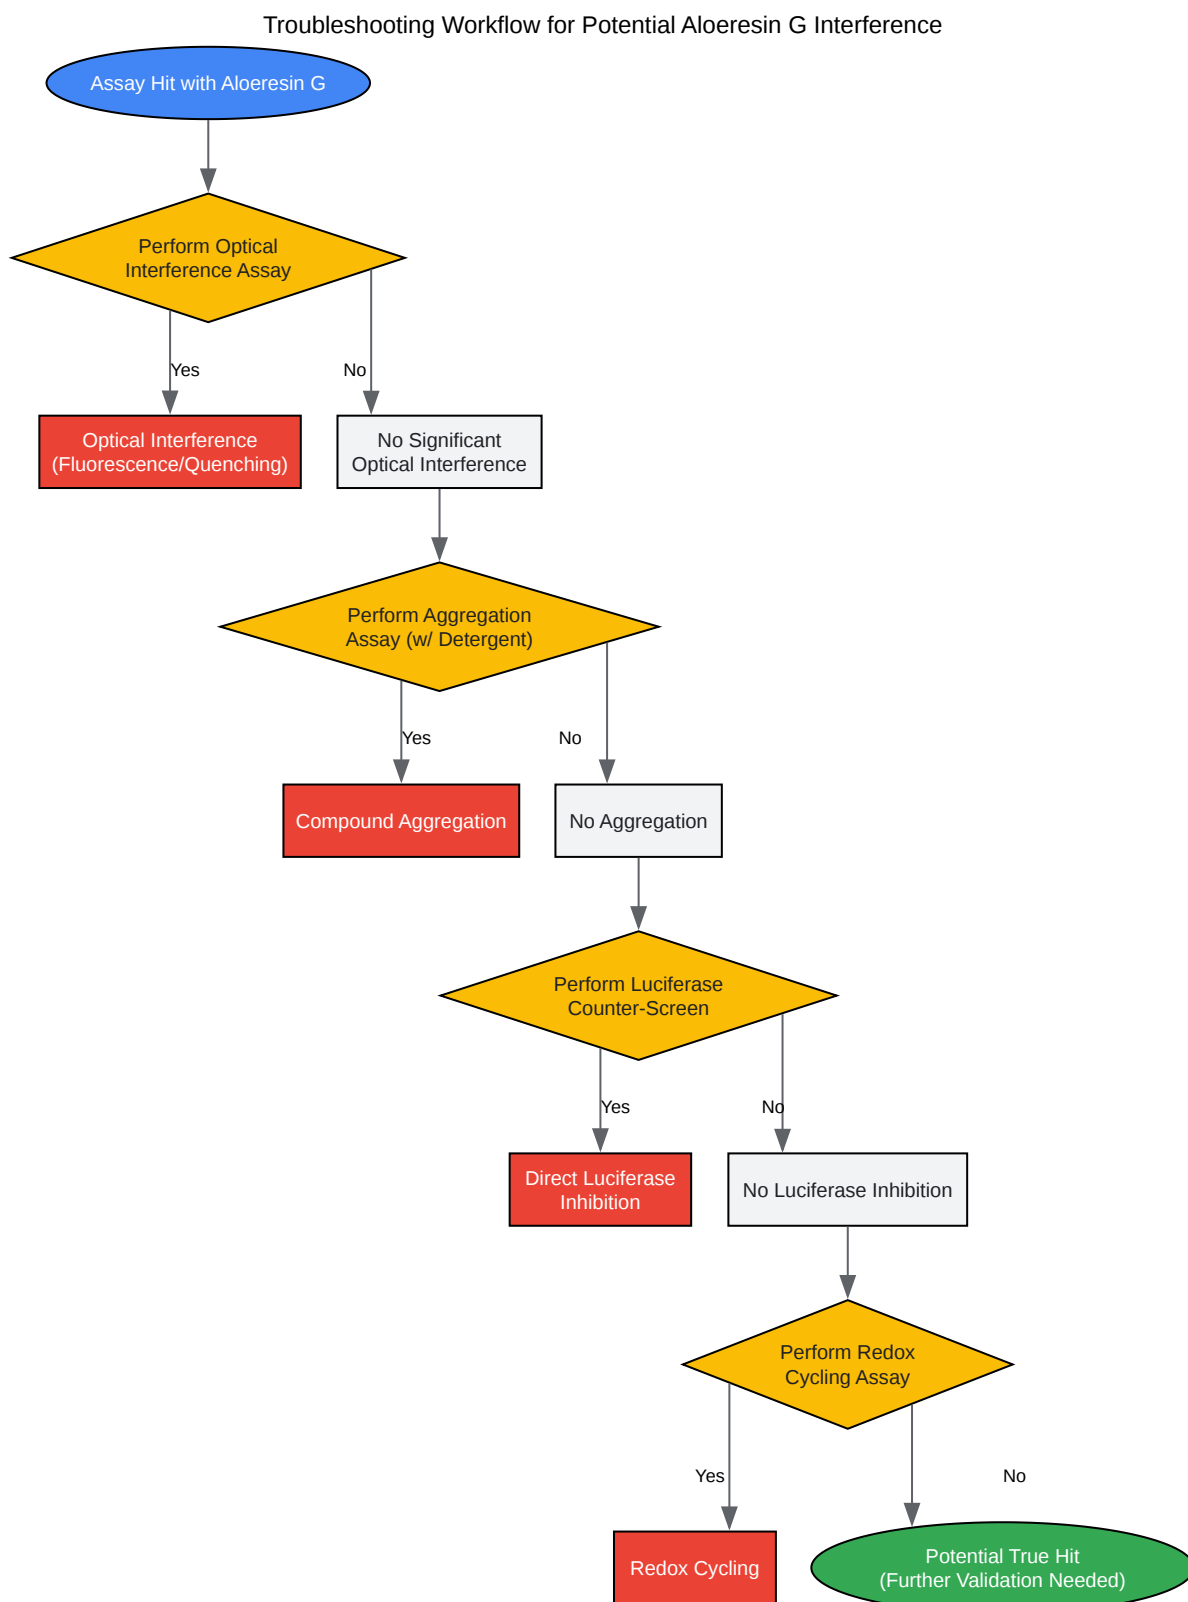 Troubleshooting Workflow for Potential Aloeresin G Interference
Assay Hit with Aloeresin G
Perform Optical
Interference Assay
Yes
No
Optical Interference
(Fluorescence/Quenching)
No Significant
Optical Interference
Perform Aggregation
Assay (w/ Detergent)
Yes
No
Compound Aggregation
No Aggregation
Perform Luciferase
Counter-Screen
Yes
No
Direct Luciferase
Inhibition
No Luciferase Inhibition
Perform Redox
Cycling Assay
Yes
No
Redox Cycling
Potential True Hit
(Further Validation Needed)